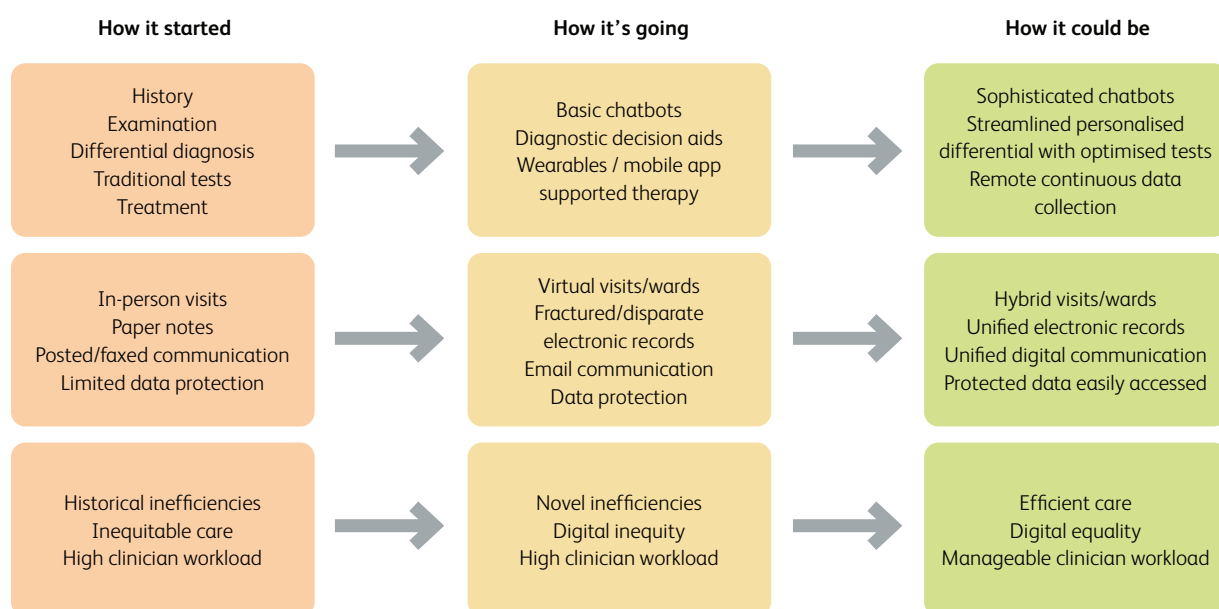 How it started
How it's going
How it could be
History
Examination
Differential diagnosis
Traditional tests
Treatment
Basic chatbots
Diagnostic decision aids
Wearables / mobile app
supported therapy
Sophisticated chatbots
Streamlined personalised
differential with optimised tests
Remote continuous data
collection
In-person visits
Paper notes
Posted/faxed communication
Limited data protection
Virtual visits/wards
Fractured/disparate
electronic records
Email communication
Data protection
Hybrid visits/wards
Unified electronic records
Unified digital communication
Protected data easily accessed
Historical inefficiencies
Inequitable care
High clinician workload
Novel inefficiencies
Digital inequity
High clinician workload
Efficient care
Digital equality
Manageable clinician workload